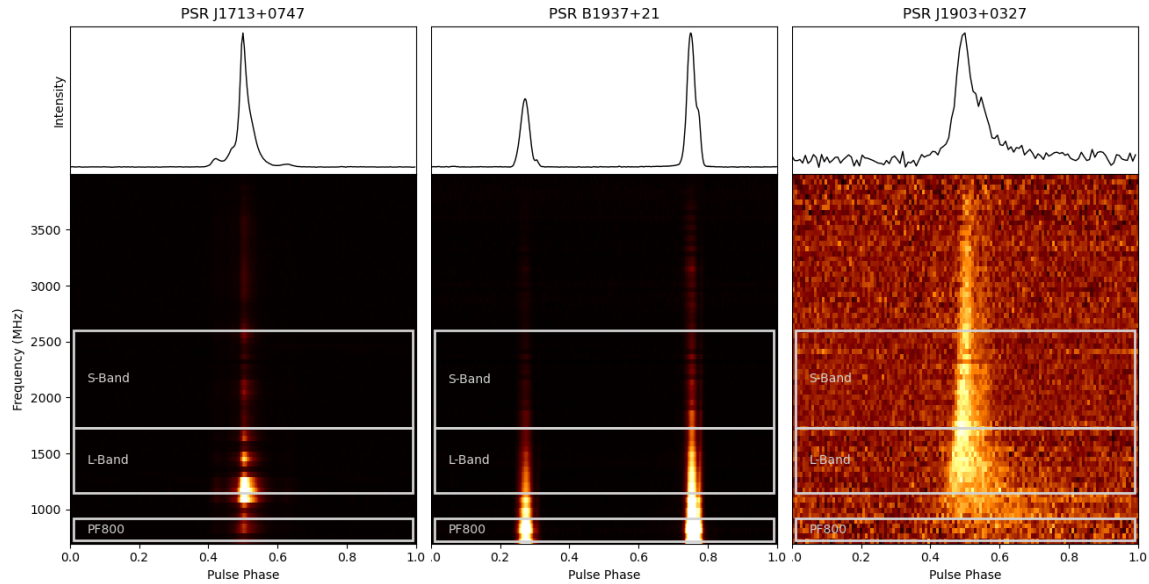 PSR J1713+0747
PSR B1937+21
PSR J1903+0327
Intensity
Frequency (MHz)
3500
3000
2500
2000
1500
1000
S-Band
L-Band
PF800
S-Band
L-Band
PF800
S-Band
L-Band
PF800
0.0 0.2 0.4 0.6 0.8 1.0
0.2 0.4 0.6 0.8 1.0
0.0 0.2 0.4 0.6 0.8 1.0
Pulse Phase
Pulse Phase
Pulse Phase